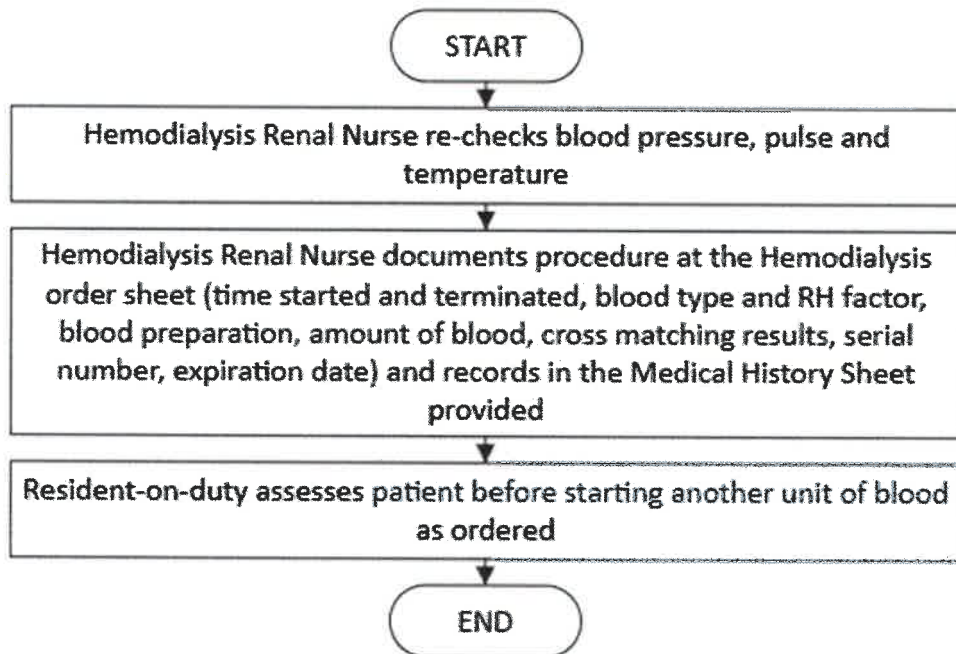 START
Hemodialysis Renal Nurse re-checks blood pressure, pulse and
temperature
Hemodialysis Renal Nurse documents procedure at the Hemodialysis
order sheet (time started and terminated, blood type and RH factor,
blood preparation, amount of blood, cross matching results, serial
number, expiration date) and records in the Medical History Sheet
provided
Resident-on-duty assesses patient before starting another unit of blood
as ordered
END